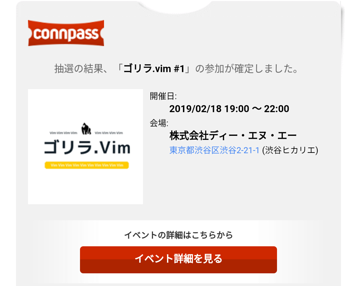 connpass
抽選の結果、「ゴリラ.vim #1」の参加が確定しました。
開催日:
2019/02/18 19:00 〜 22:00
会場:
株式会社ディー・エヌ・エー
東京都渋谷区渋谷2-21-1 (渋谷ヒカリエ)
ゴリラ.Vim
イベントの詳細はこちらから
イベントの詳細を見る